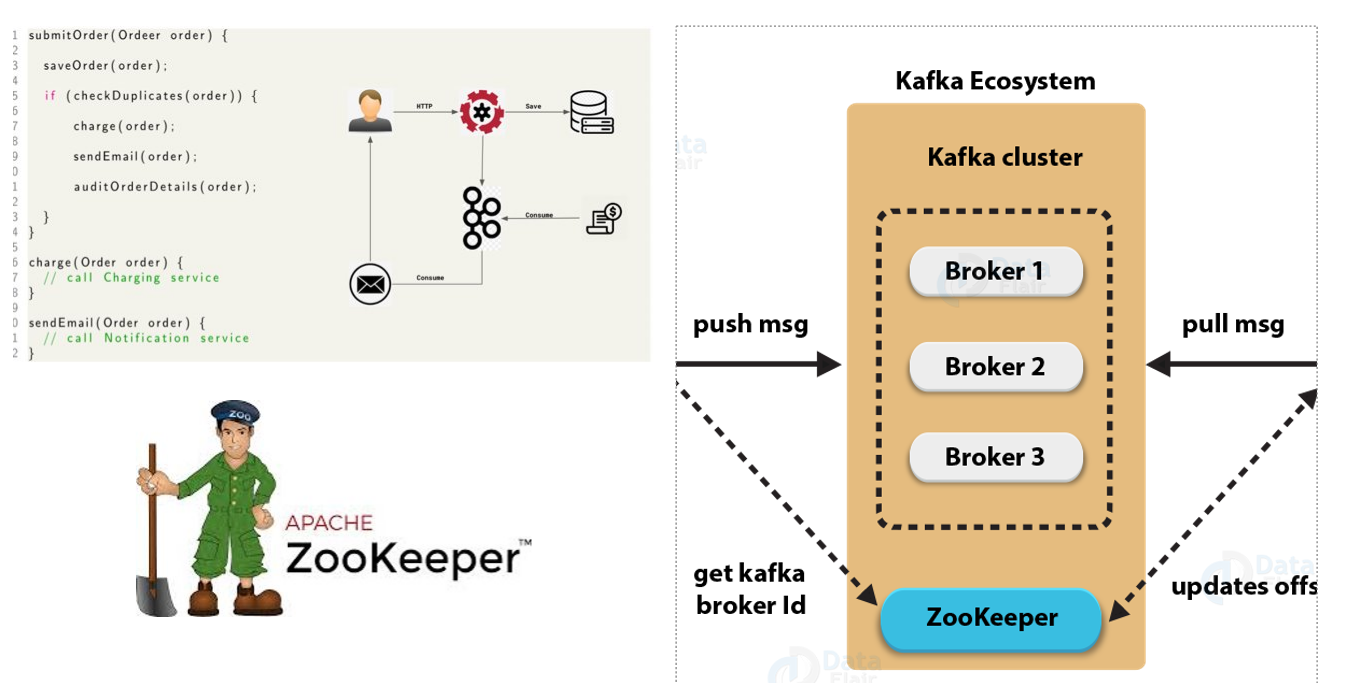 1 submitOrder(Ordeer order) {
2
3 saveOrder(order);
4
5 if (checkDuplicates(order)) {
6
7 charge(order);
8
9 sendEmail(order);
0
1 auditOrderDetails(order);
2
3 }
4 }
5
6 charge(Order order) {
7 // call Charging service
8 }
9
0 sendEmail(Order order) {
1 // call Notification service
2 }
HTTP
Save
Consume
Consume
ZOO
APACHE
ZooKeeper™
Kafka Ecosystem
Kafka cluster
Broker 1
Broker 2
Broker 3
push msg
pull msg
get kafka
broker Id
updates offs
ZooKeeper
Data
Flair
Data
Flair
Data
Flair